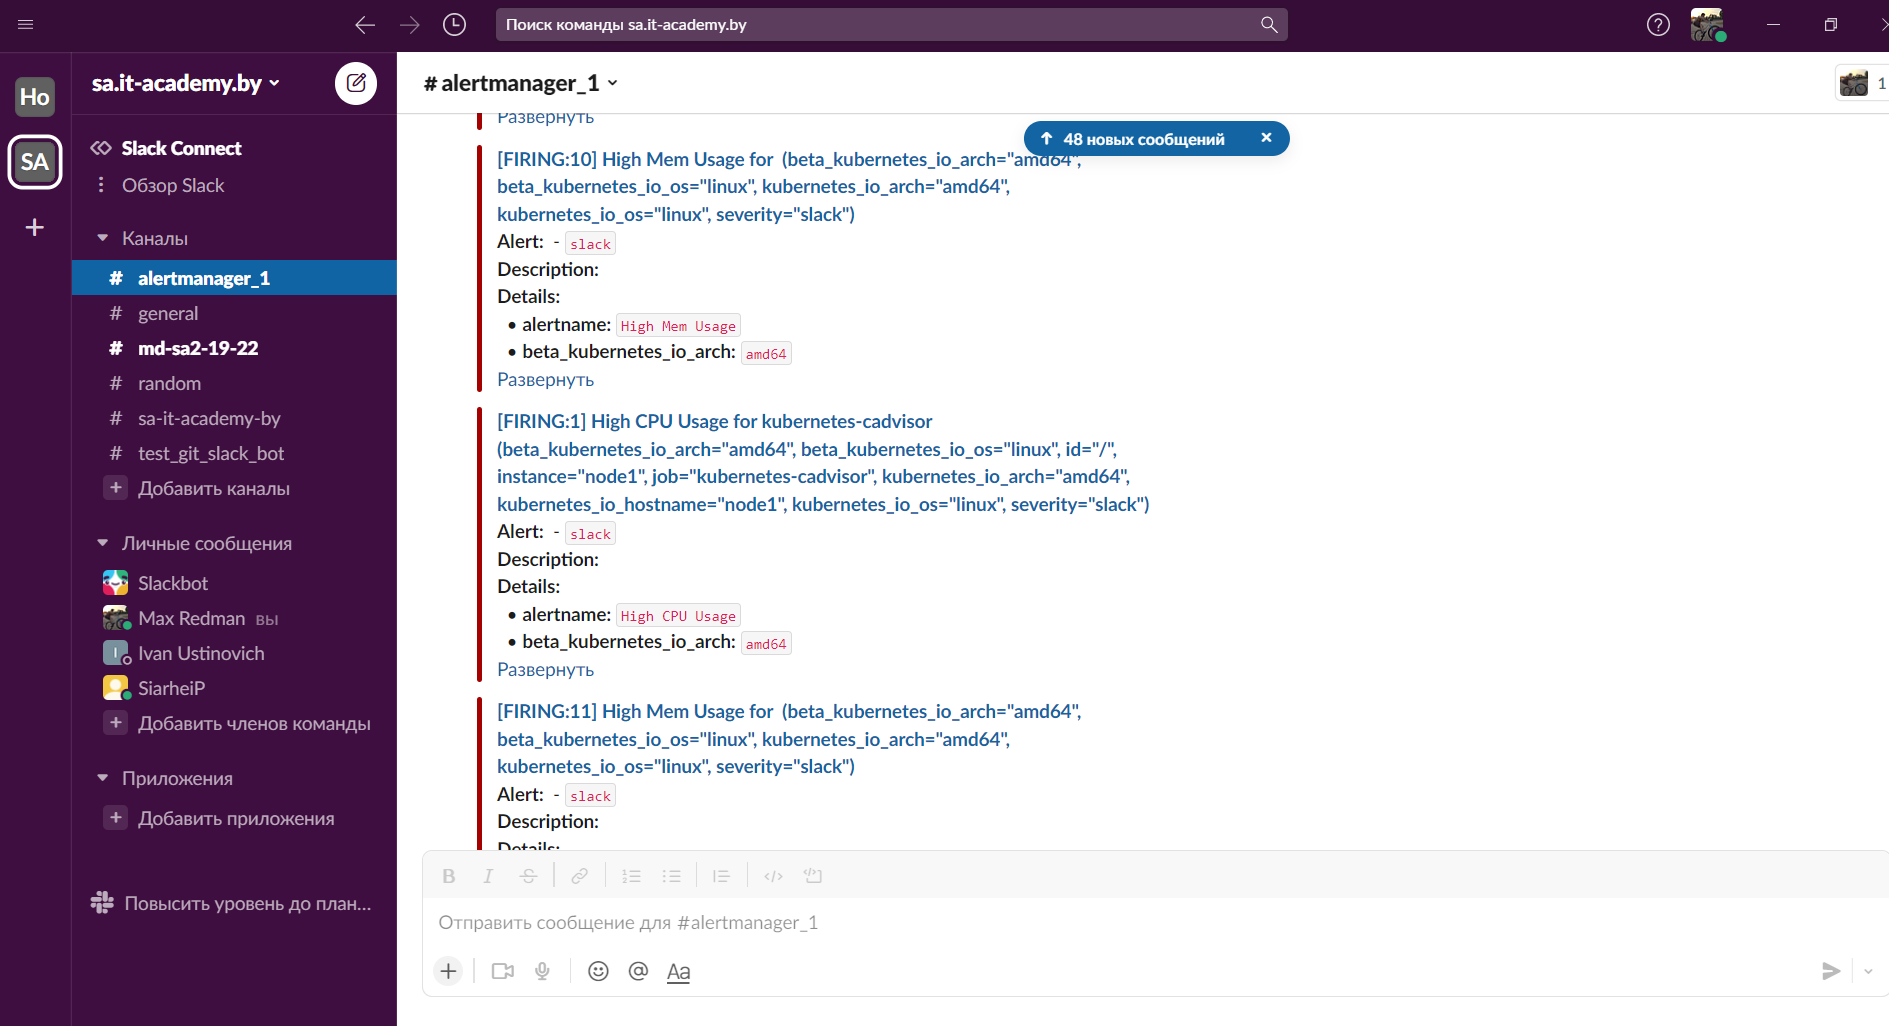 Поиск команды sa.it-academy.by
Ho
SA
sa.it-academy.by
Slack Connect
Обзор Slack
Каналы
# alertmanager_1
# general
# md-sa2-19-22
# random
# sa-it-academy-by
# test_git_slack_bot
+ Добавить каналы
Личные сообщения
Slackbot
Max Redman вы
I Ivan Ustinovich
SiarheiP
+ Добавить членов команды
Приложения
+ Добавить приложения
Повысить уровень до план...
# alertmanager_1
1
Развернуть
48 новых сообщений
[FIRING:10] High Mem Usage for (beta_kubernetes_io_arch="amd64",
beta_kubernetes_io_os="linux", kubernetes_io_arch="amd64",
kubernetes_io_os="linux", severity="slack")
Alert: - slack
Description:
Details:
• alertname: High Mem Usage
• beta_kubernetes_io_arch: amd64
Развернуть
[FIRING:1] High CPU Usage for kubernetes-cadvisor
(beta_kubernetes_io_arch="amd64", beta_kubernetes_io_os="linux", id="/",
instance="node1", job="kubernetes-cadvisor", kubernetes_io_arch="amd64",
kubernetes_io_hostname="node1", kubernetes_io_os="linux", severity="slack")
Alert: - slack
Description:
Details:
• alertname: High CPU Usage
• beta_kubernetes_io_arch: amd64
Развернуть
[FIRING:11] High Mem Usage for (beta_kubernetes_io_arch="amd64",
beta_kubernetes_io_os="linux", kubernetes_io_arch="amd64",
kubernetes_io_os="linux", severity="slack")
Alert: - slack
Description:
Details:
B I S
Отправить сообщение для #alertmanager_1
+ @ Aa